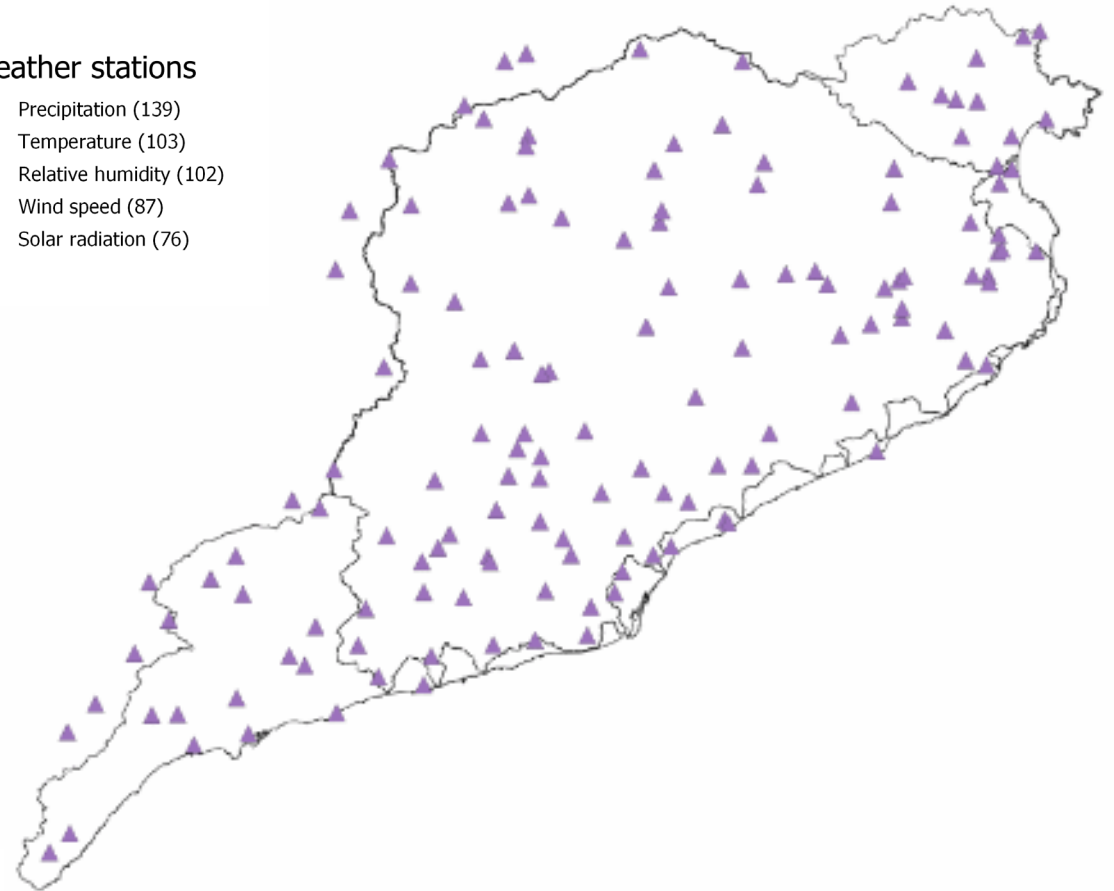 eather stations
Precipitation (139)
Temperature (103)
Relative humidity (102)
Wind speed (87)
Solar radiation (76)